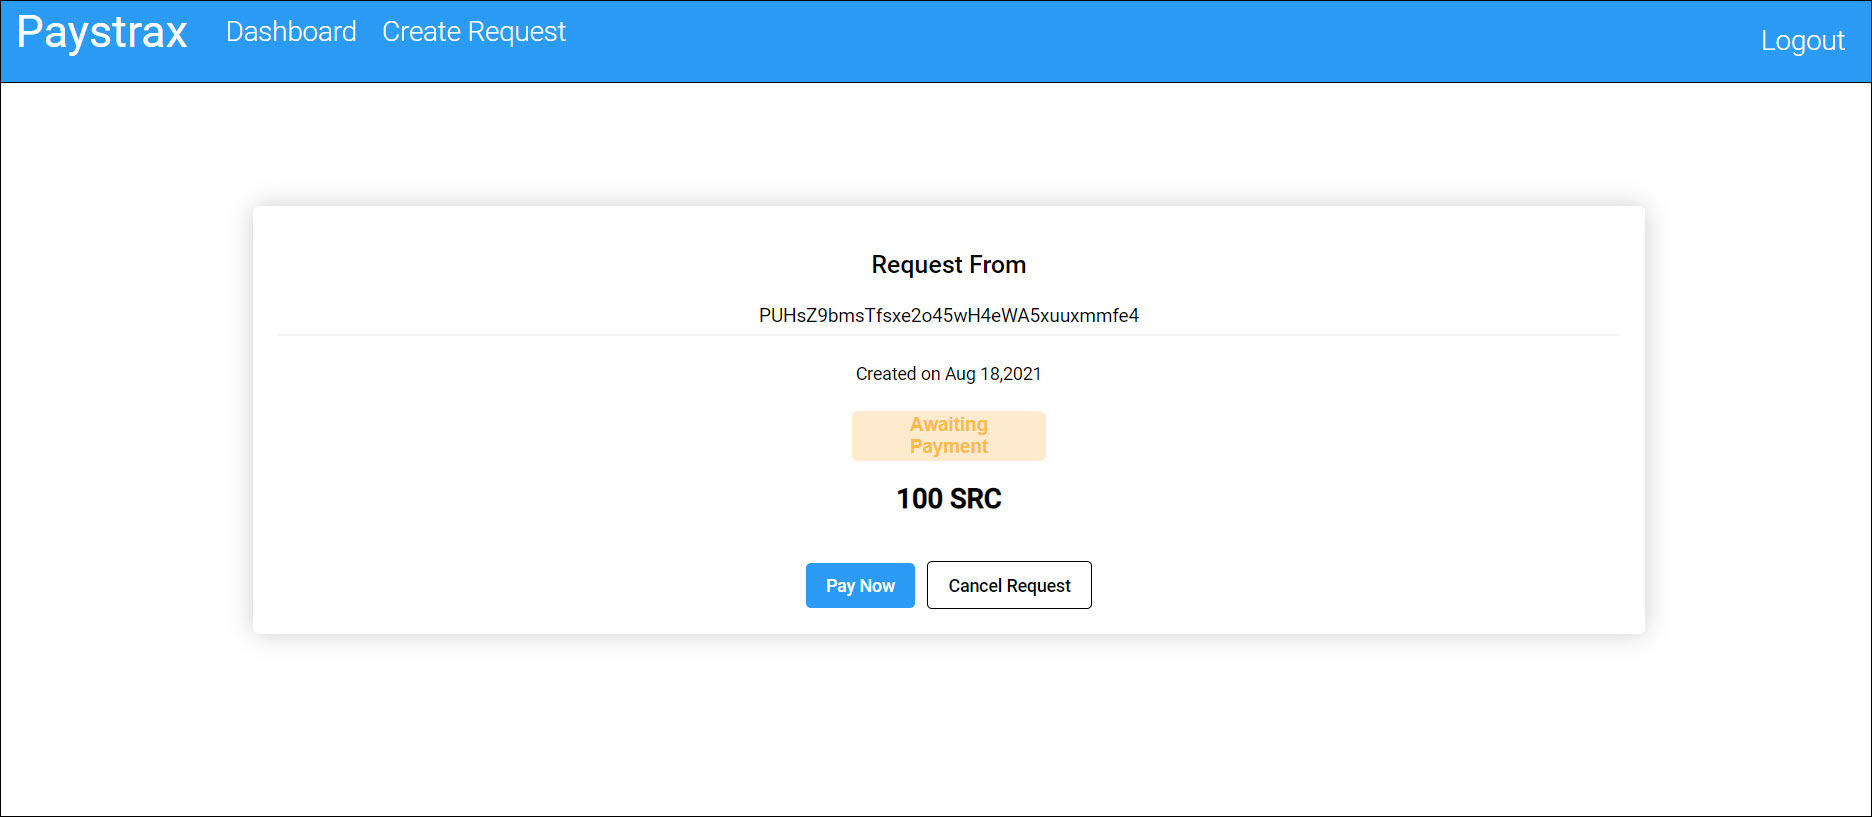 Paystrax Dashboard Create Request Logout
Request From
PUHsZ9bmsTfsxe2o45wH4eWA5xuuxmmfe4
Created on Aug 18,2021
Awaiting
Payment
100 SRC
Pay Now Cancel Request